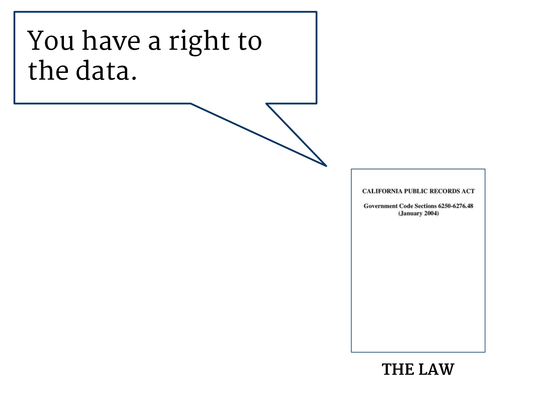 You have a right to
the data.
CALIFORNIA PUBLIC RECORDS ACT
Government Code Sections 6250-6276.48
(January 2004)
THE LAW